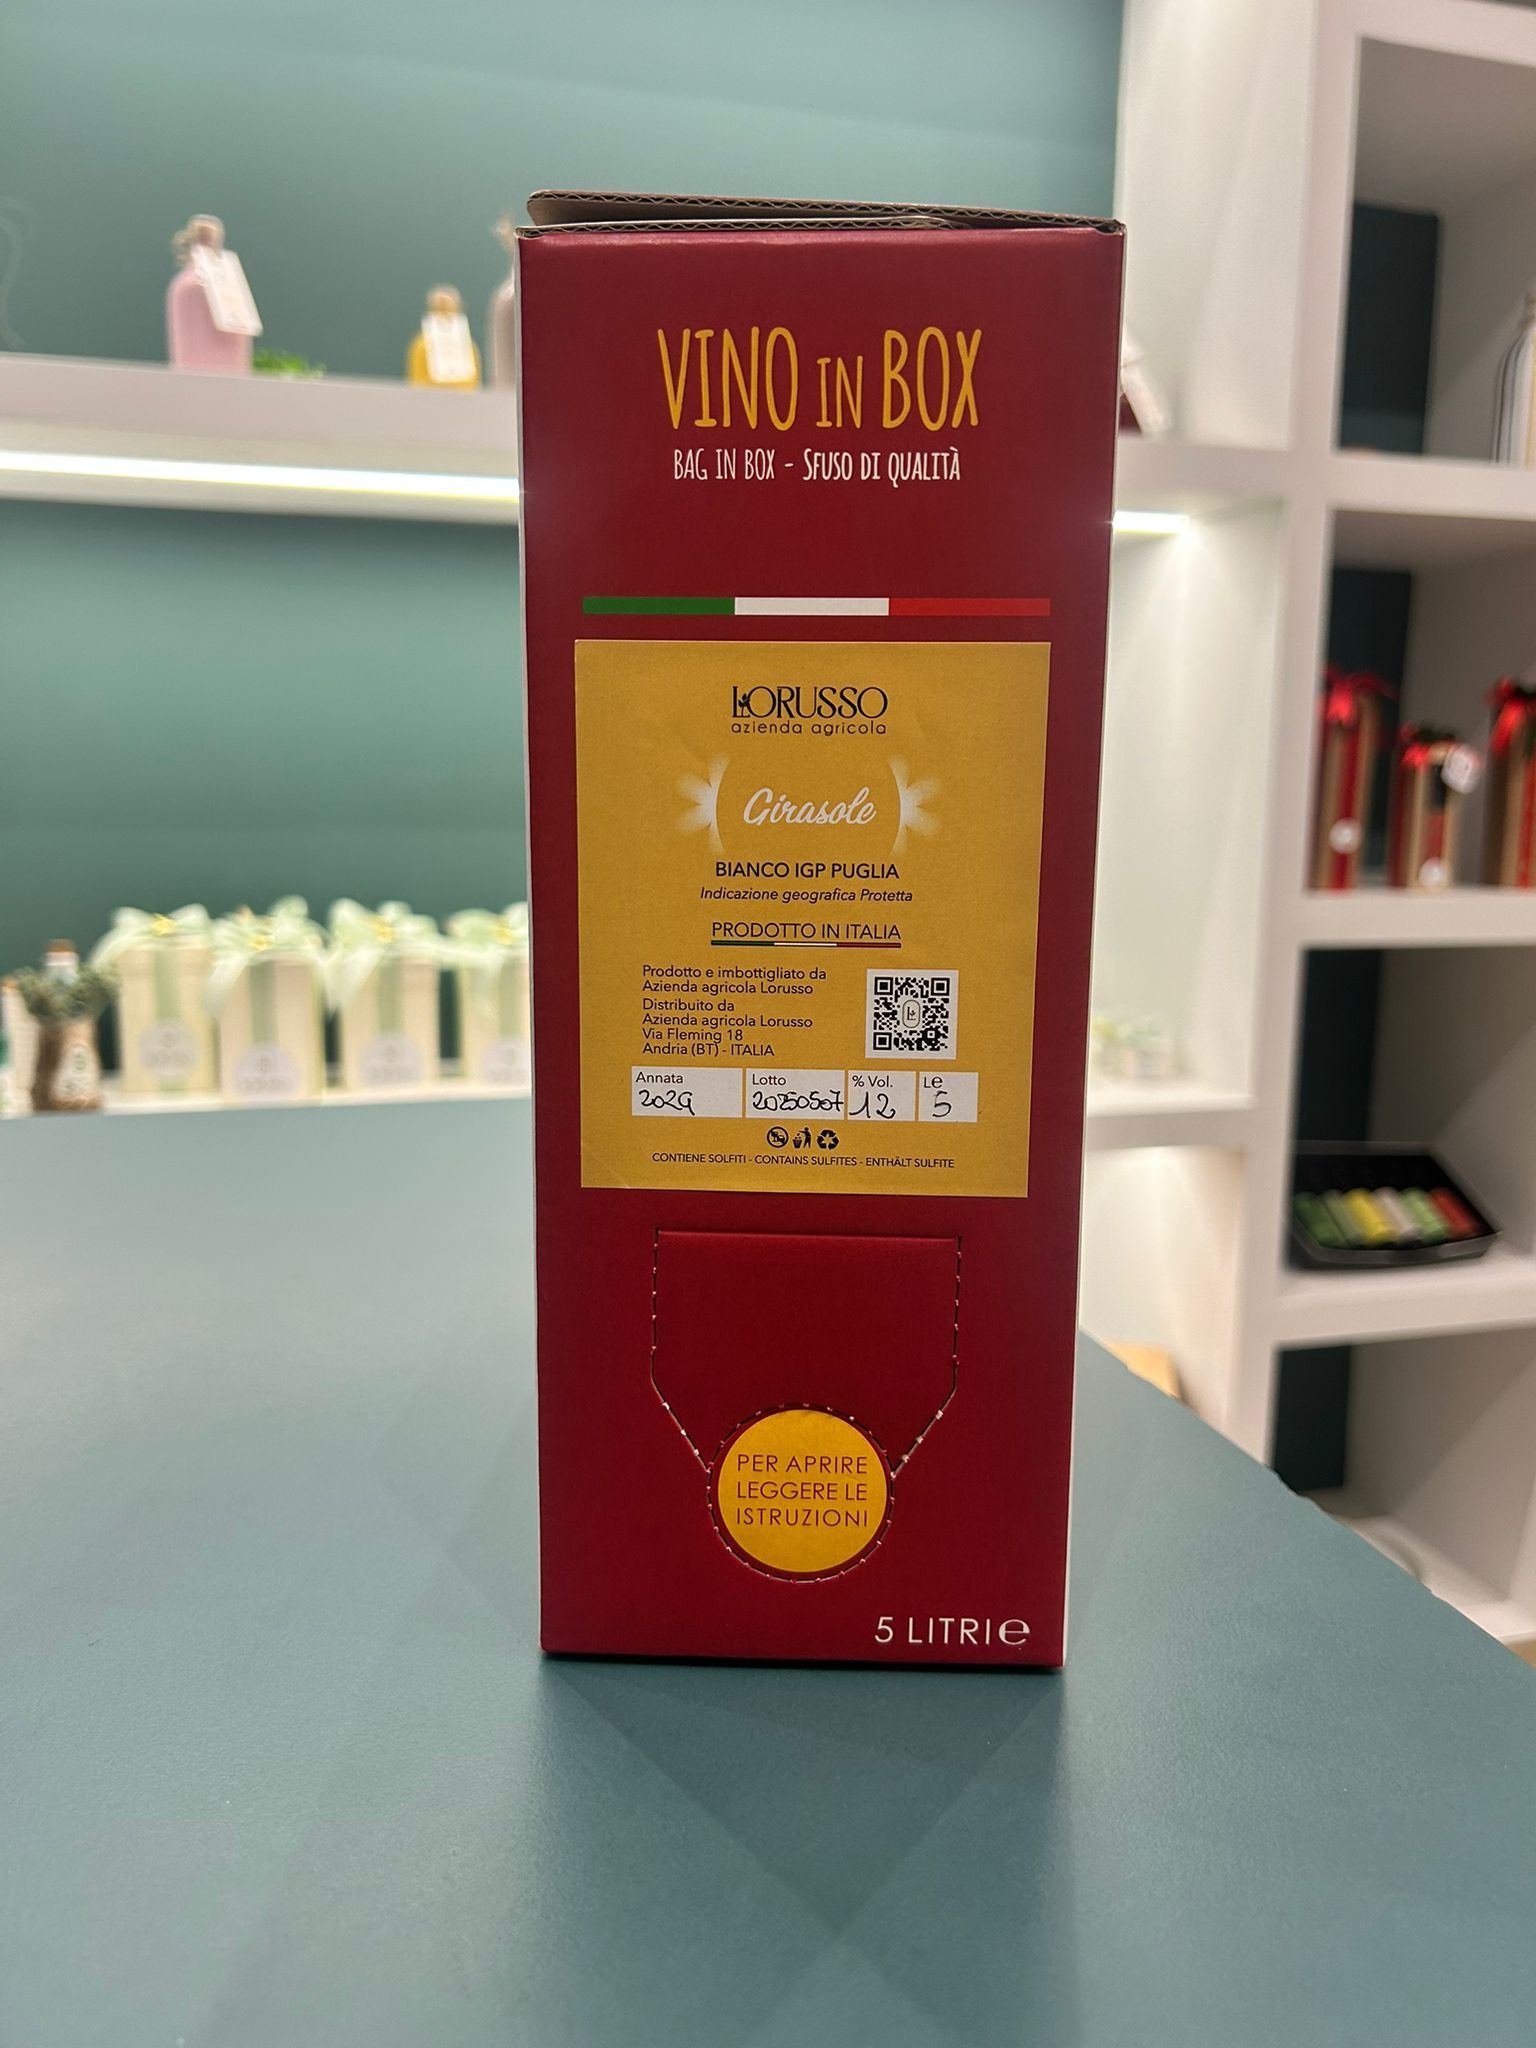 VINO IN BOX
BAG IN BOX - SFUSO DI QUALITÀ
LORUSSO
azienda agricola
Girasole
BIANCO IGP PUGLIA
Indicazione geografica Protetta
PRODOTTO IN ITALIA
Prodotto e imbottigliato da
Azienda agricola Lorusso
Distribuito da
Azienda agricola Lorusso
Via Fleming 18
Andria (BT) - ITALIA
Annata Lotto % Vol. L℮
2024 20250507 12 5
CONTIENE SOLFITI - CONTAINS SULFITES - ENTHÄLT SULFITE
PER APRIRE
LEGGERE LE
ISTRUZIONI
5 LITRI ℮